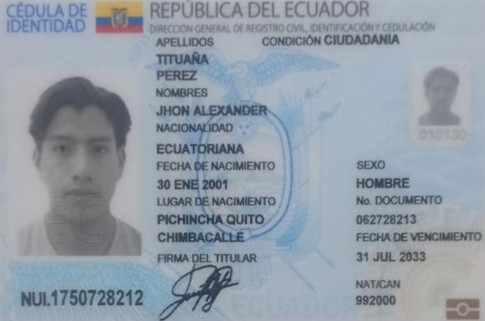 CÉDULA DE IDENTIDAD
REPÚBLICA DEL ECUADOR
DIRECCIÓN GENERAL DE REGISTRO CIVIL, IDENTIFICACIÓN Y CEDULACIÓN
APELLIDOS CONDICIÓN CIUDADANIA
TITUAÑA
PEREZ
NOMBRES
JHON ALEXANDER
NACIONALIDAD
ECUATORIANA
FECHA DE NACIMIENTO SEXO
30 ENE 2001 HOMBRE
LUGAR DE NACIMIENTO No. DOCUMENTO
PICHINCHA QUITO 062728213
CHIMBACALLE FECHA DE VENCIMIENTO
FIRMA DEL TITULAR 31 JUL 2033
NAT/CAN
NUI.1750728212 992000